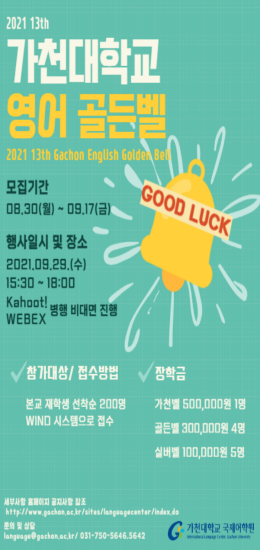 2021 13th
가천대학교
영어 골든벨
2021 13th Gachon English Golden Bell
모집기간
08.30(월) ~ 09.17(금)
GOOD LUCK
행사일시 및 장소
2021.09.29.(수)
15:30 ~ 18:00
Kahoot!
WEBEX
병행 비대면 진행
참가대상/ 접수방법
본교 재학생 선착순 200명
WIND 시스템으로 접수
장학금
가천벨 500,000원 1명
골든벨 300,000원 4명
실버벨 100,000원 5명
세부사항 홈페이지 공지사항 참조
http://www.gachon.ac.kr/sites/languagecenter/index.do
문의 및 상담
language@gachon.ac.kr/ 031-750-5646,5642
가천대학교 국제어학원